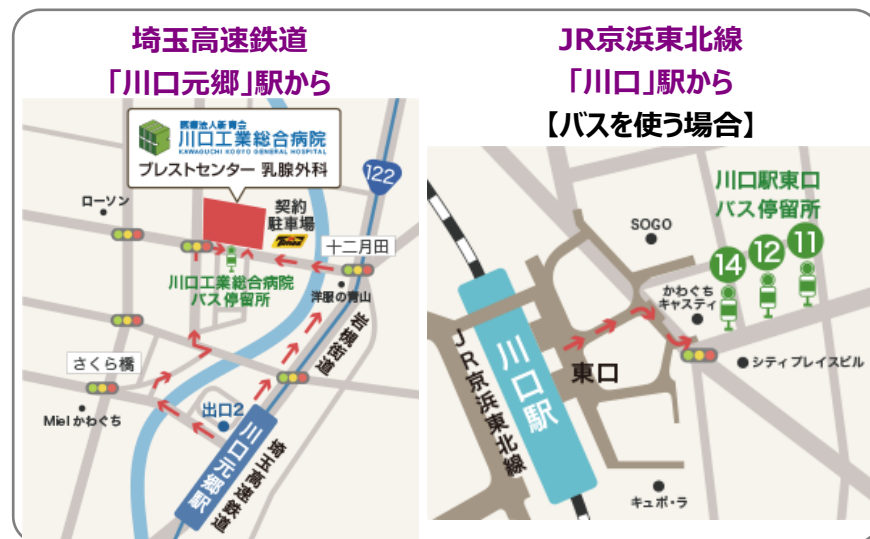 埼玉高速鉄道
「川口元郷」駅から
医療法人新青会
川口工業総合病院
KAWAGUCHI KOGYO GENERAL HOSPITAL
ブレストセンター 乳腺外科
122
ローソン
契約
駐車場
Times
十二月田
川口工業総合病院
バス停留所
洋服の青山
岩槻街道
さくら橋
出口2
Miel かわぐち
川口元郷駅
埼玉高速鉄道
JR京浜東北線
「川口」駅から
【バスを使う場合】
川口駅東口
バス停留所
SOGO
14
12
11
かわぐち
キャスティ
川口駅
東口
シティプレイスビル
JR京浜東北線
キュポ・ラ